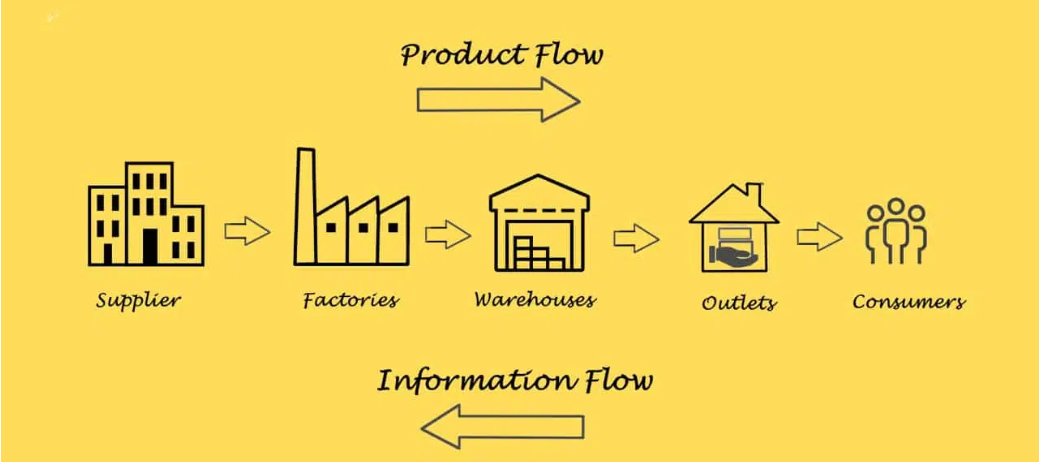 Product Flow
Supplier
Factories
Warehouses
Outlets
Consumers
Information Flow